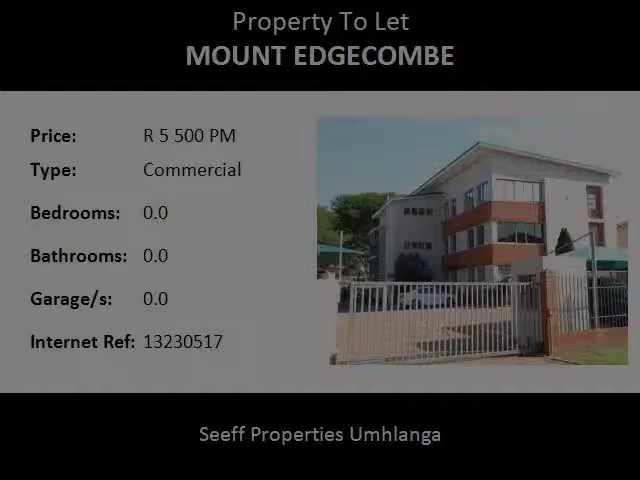 Property To Let
MOUNT EDGECOMBE
Price: R 5 500 PM
Type: Commercial
Bedrooms: 0.0
Bathrooms: 0.0
Garage/s: 0.0
Internet Ref: 13230517
Seeff Properties Umhlanga